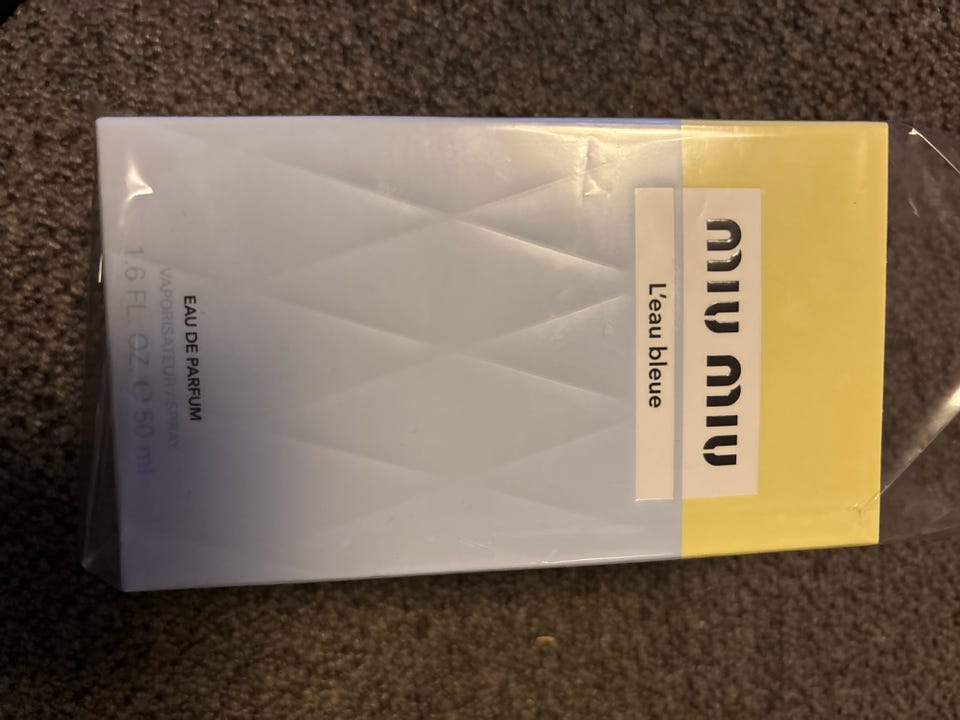 miu miu
L'eau bleue
EAU DE PARFUM
VAPORISATEUR / SPRAY
1.6 FL. OZ. ℮ 50 ml